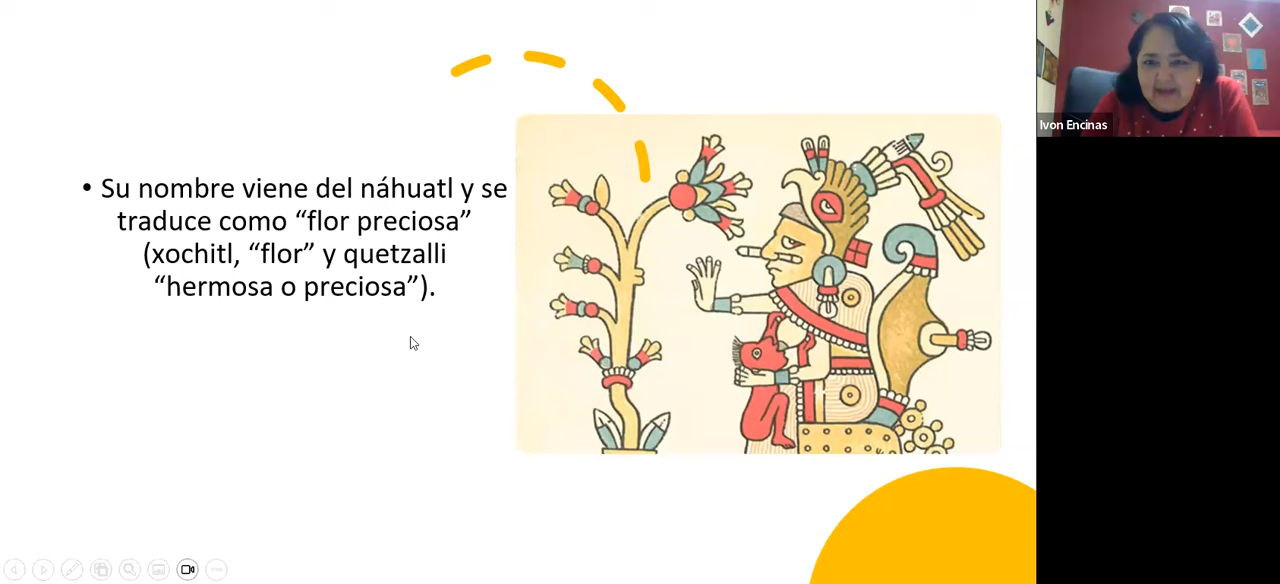 • Su nombre viene del náhuatl y se
traduce como “flor preciosa”
(xochitl, “flor” y quetzalli
“hermosa o preciosa”).
Ivon Encinas